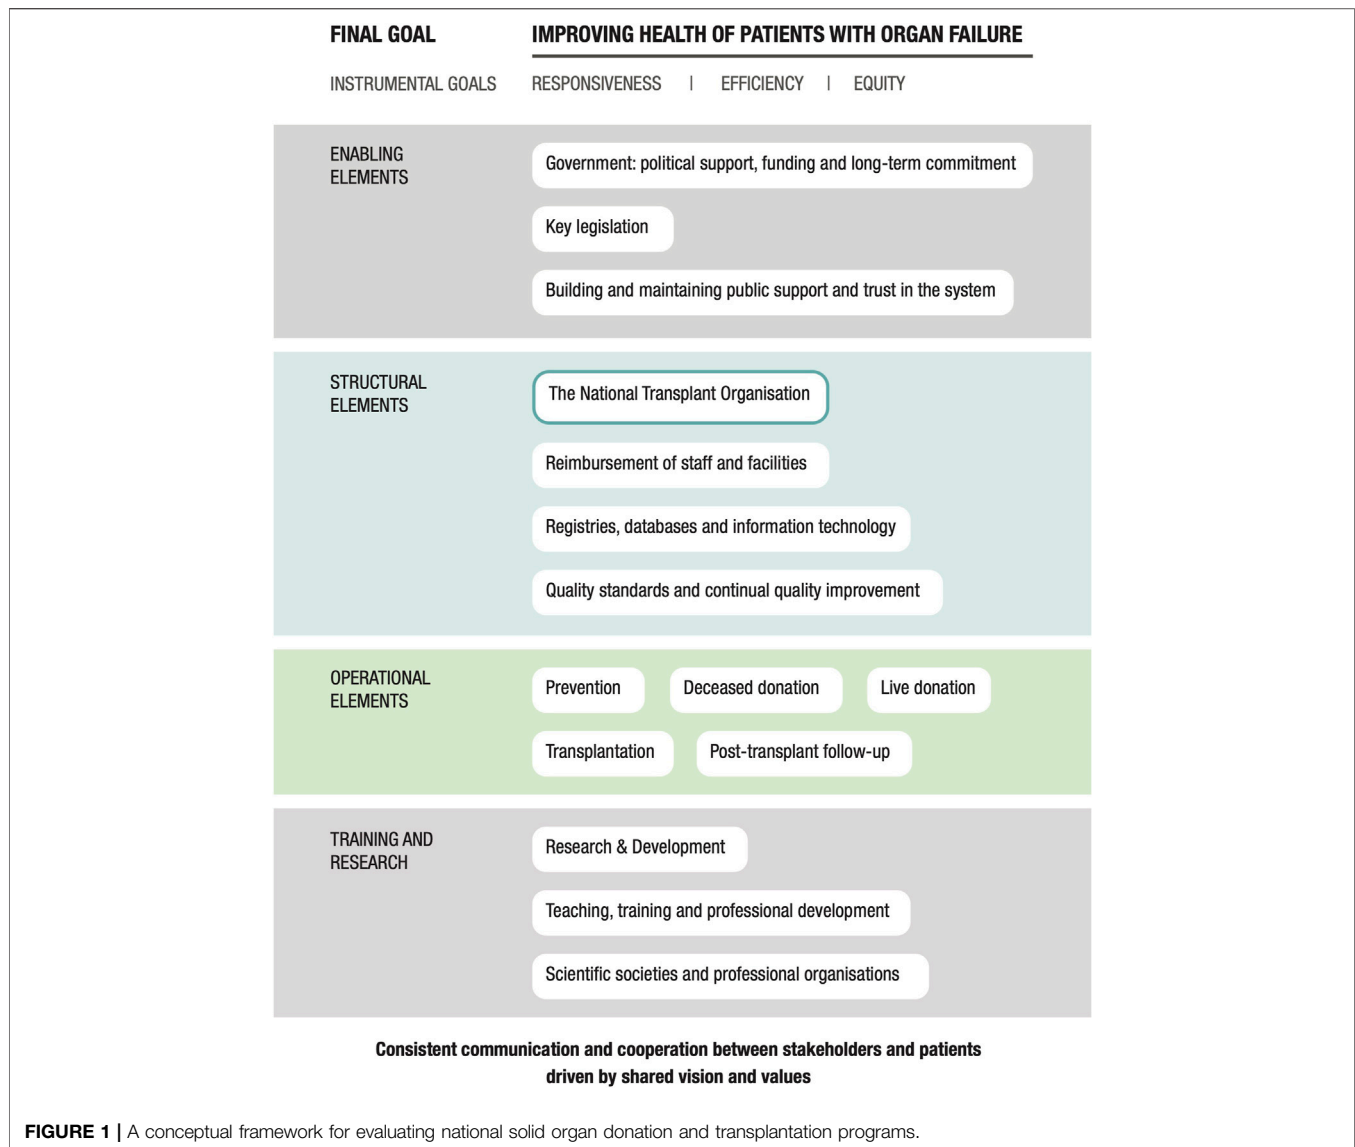 FINAL GOAL IMPROVING HEALTH OF PATIENTS WITH ORGAN FAILURE
INSTRUMENTAL GOALS RESPONSIVENESS | EFFICIENCY | EQUITY
ENABLING
ELEMENTS
Government: political support, funding and long-term commitment
Key legislation
Building and maintaining public support and trust in the system
STRUCTURAL
ELEMENTS
The National Transplant Organisation
Reimbursement of staff and facilities
Registries, databases and information technology
Quality standards and continual quality improvement
OPERATIONAL
ELEMENTS
Prevention Deceased donation Live donation
Transplantation Post-transplant follow-up
TRAINING AND
RESEARCH
Research & Development
Teaching, training and professional development
Scientific societies and professional organisations
Consistent communication and cooperation between stakeholders and patients
driven by shared vision and values
FIGURE 1 | A conceptual framework for evaluating national solid organ donation and transplantation programs.